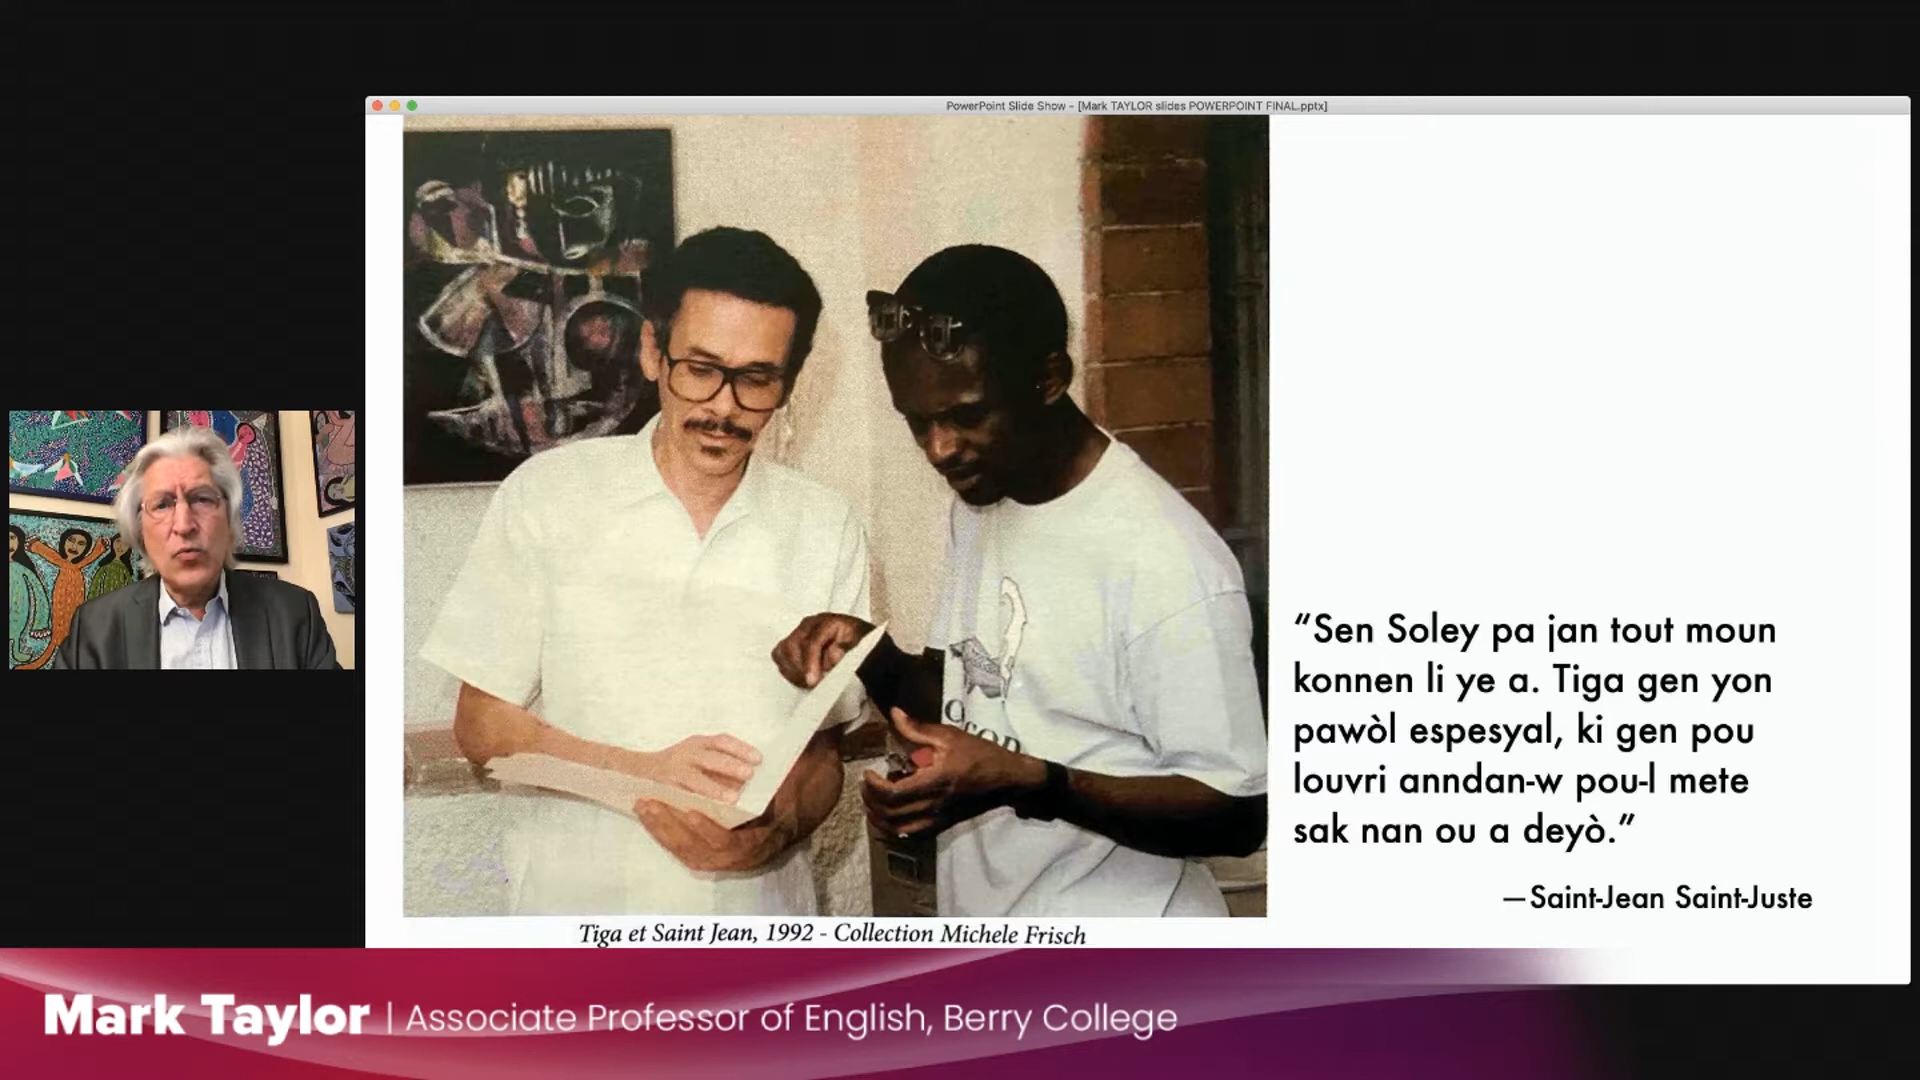 PowerPoint Slide Show - [Mark TAYLOR slides POWERPOINT FINAL.pptx]
“Sen Soley pa jan tout moun
konnen li ye a. Tiga gen yon
pawòl espesyal, ki gen pou
louvri anndan-w pou-l mete
sak nan ou a deyò.”
—Saint-Jean Saint-Juste
Tiga et Saint Jean, 1992 - Collection Michele Frisch
Mark Taylor | Associate Professor of English, Berry College